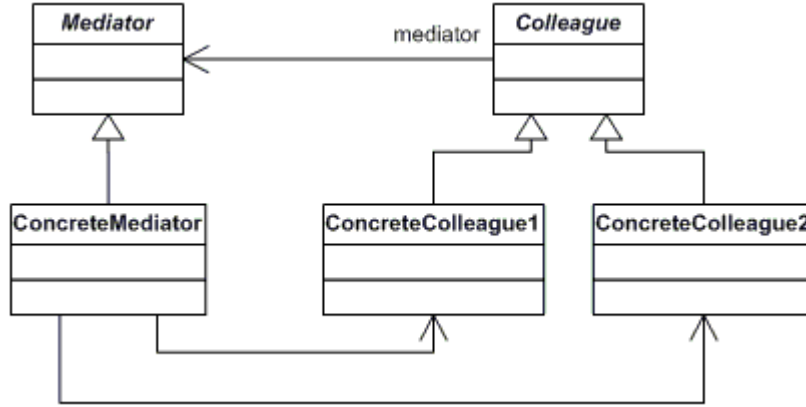 Mediator
mediator
Colleague
ConcreteMediator
ConcreteColleague1
ConcreteColleague2